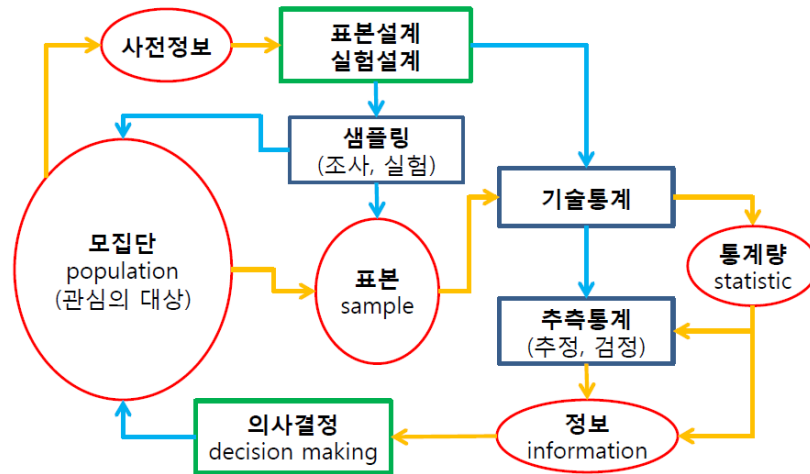 사전정보
표본설계
실험설계
샘플링
(조사, 실험)
기술통계
모집단
population
(관심의 대상)
표본
sample
통계량
statistic
추측통계
(추정, 검정)
의사결정
decision making
정보
information